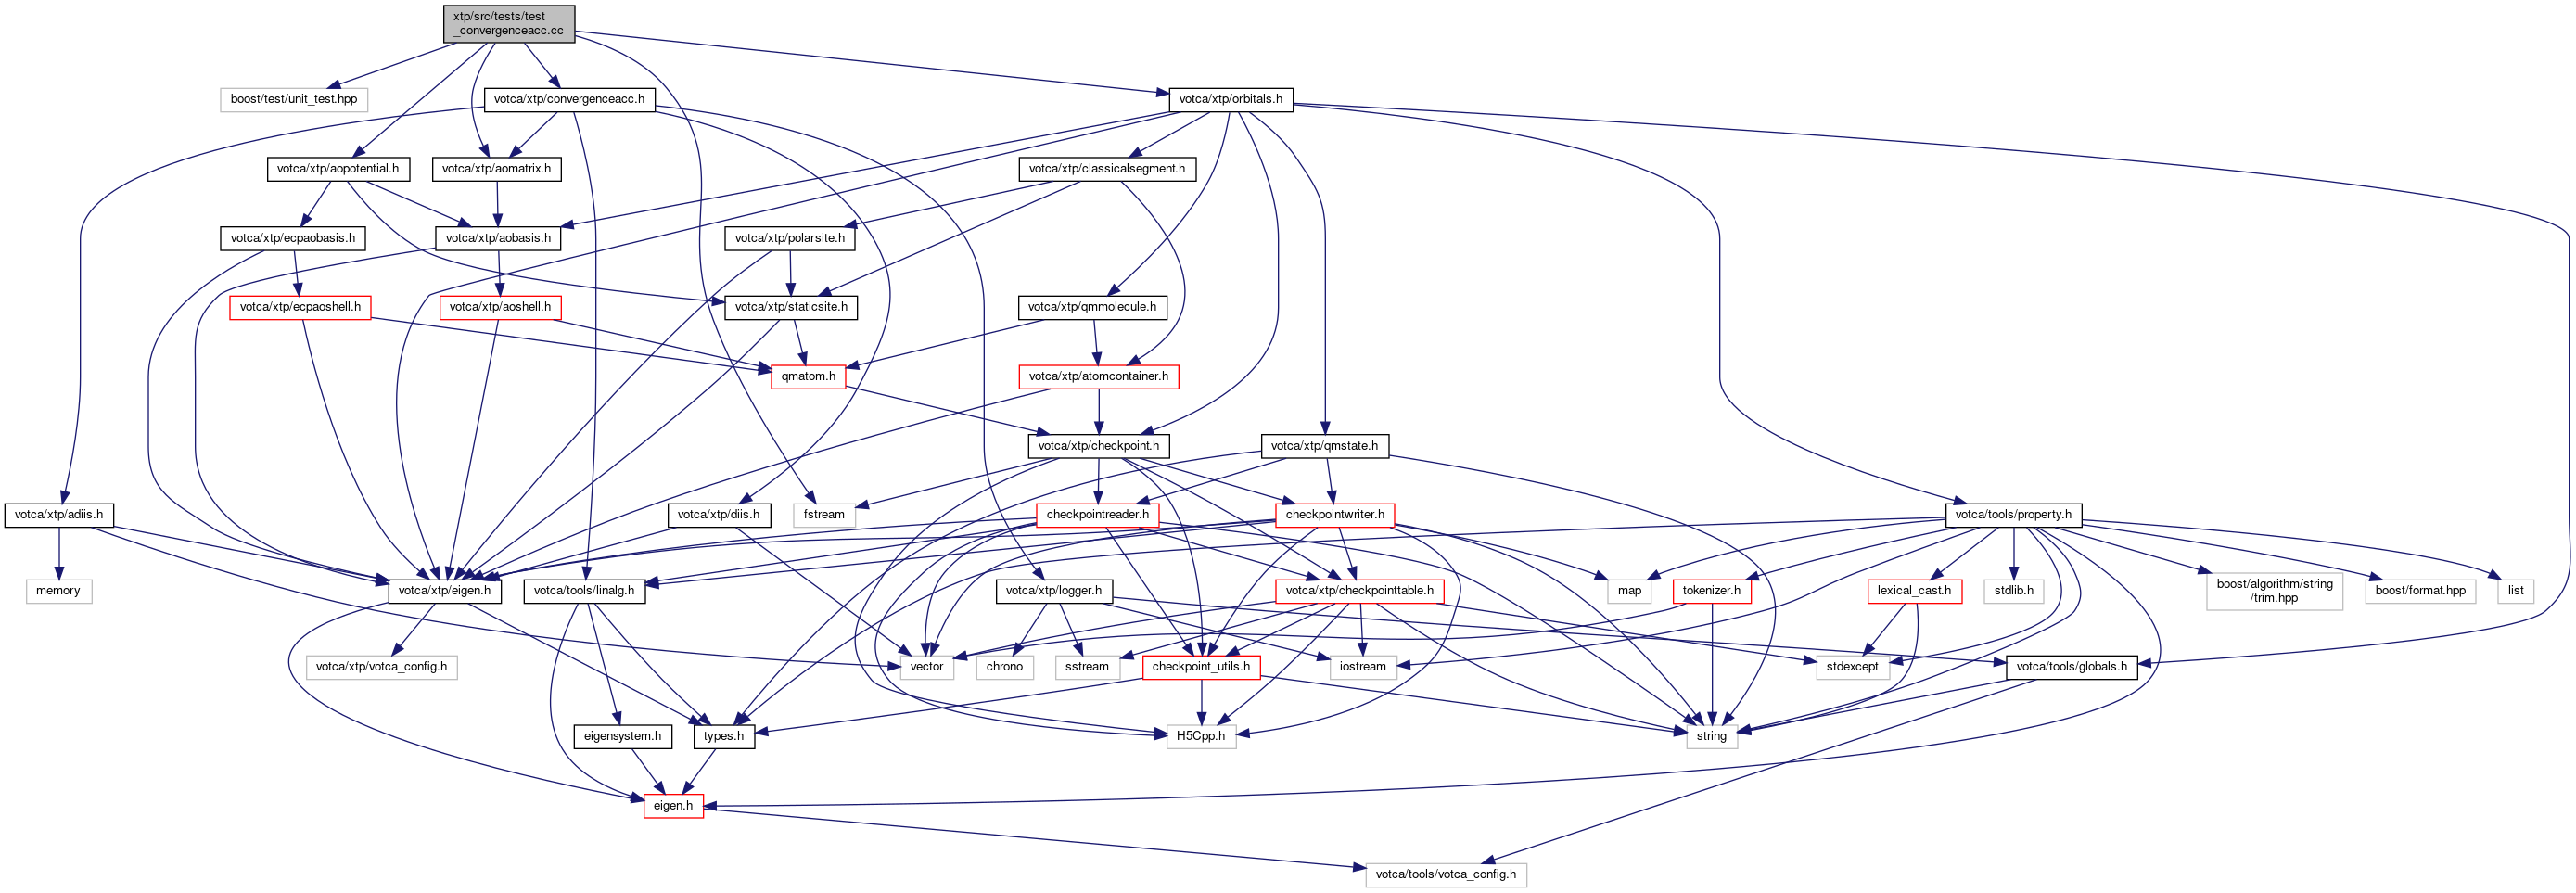 xtp/src/tests/test
_convergenceacc.cc
boost/test/unit_test.hpp
votca/xtp/convergenceacc.h
votca/xtp/orbitals.h
votca/xtp/aopotential.h
votca/xtp/aomatrix.h
votca/xtp/classicalsegment.h
votca/xtp/ecpaobasis.h
votca/xtp/aobasis.h
votca/xtp/polarsite.h
votca/xtp/ecpaoshell.h
votca/xtp/aoshell.h
votca/xtp/staticsite.h
votca/xtp/qmmolecule.h
qmatom.h
votca/xtp/atomcontainer.h
votca/xtp/checkpoint.h
votca/xtp/qmstate.h
votca/xtp/adiis.h
votca/xtp/diis.h
fstream
checkpointreader.h
checkpointwriter.h
votca/tools/property.h
memory
votca/xtp/eigen.h
votca/tools/linalg.h
votca/xtp/logger.h
votca/xtp/checkpointtable.h
map
tokenizer.h
lexical_cast.h
stdlib.h
boost/algorithm/string
/trim.hpp
boost/format.hpp
list
votca/xtp/votca_config.h
vector
chrono
sstream
checkpoint_utils.h
iostream
stdexcept
votca/tools/globals.h
eigensystem.h
types.h
H5Cpp.h
string
eigen.h
votca/tools/votca_config.h